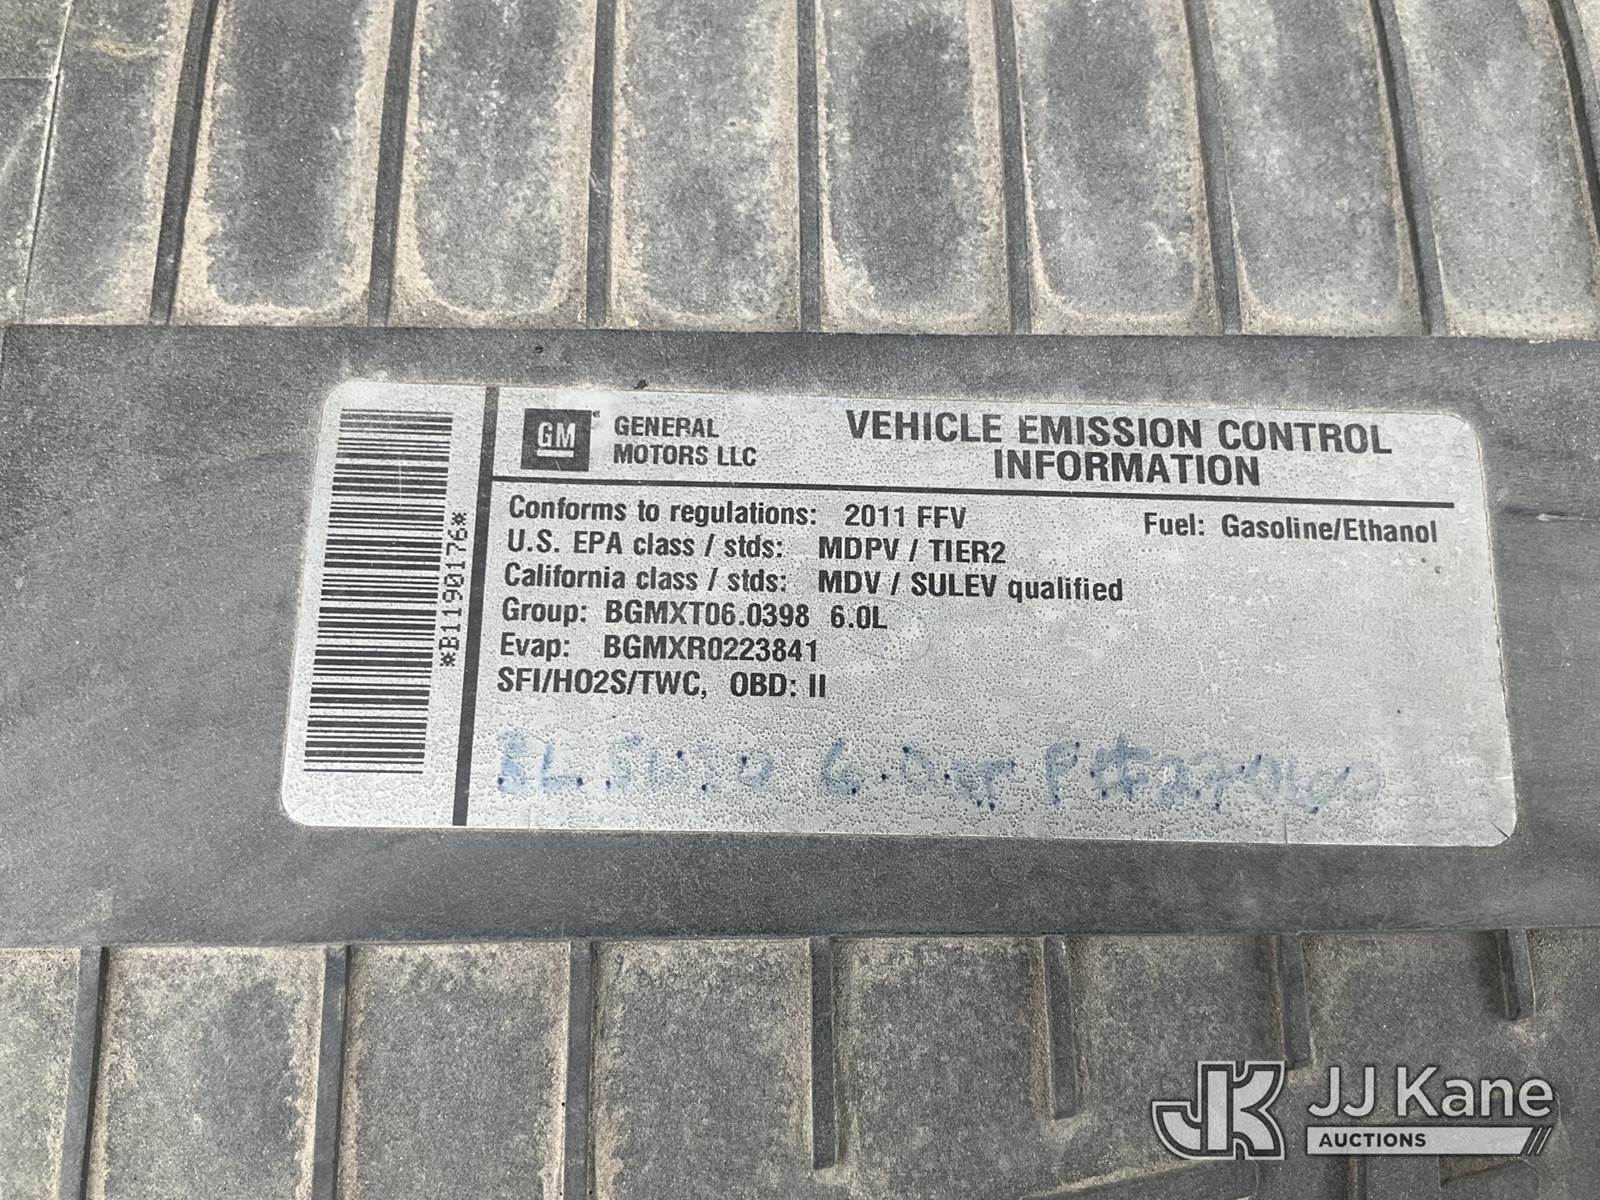 GM
GENERAL
MOTORS LLC
VEHICLE EMISSION CONTROL
INFORMATION
Conforms to regulations: 2011 FFV
Fuel: Gasoline/Ethanol
U.S. EPA class / stds: MDPV / TIER2
California class / stds: MDV / SULEV qualified
Group: BGMXT06.0398 6.0L
Evap: BGMXR0223841
SFI/HO2S/TWC, OBD: II
*B1190176*
JK
JJ Kane
AUCTIONS